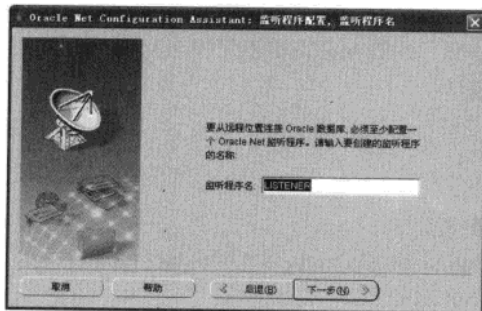 Oracle Net Configuration Assistant: 监听程序配置, 监听程序名
要从远程位置连接 Oracle 数据库, 必须至少配置一
个 Oracle Net 监听程序。请输入要创建的监听程序
的名称:
监听程序名: LISTENER
取消 帮助 后退(B) 下一步(N)